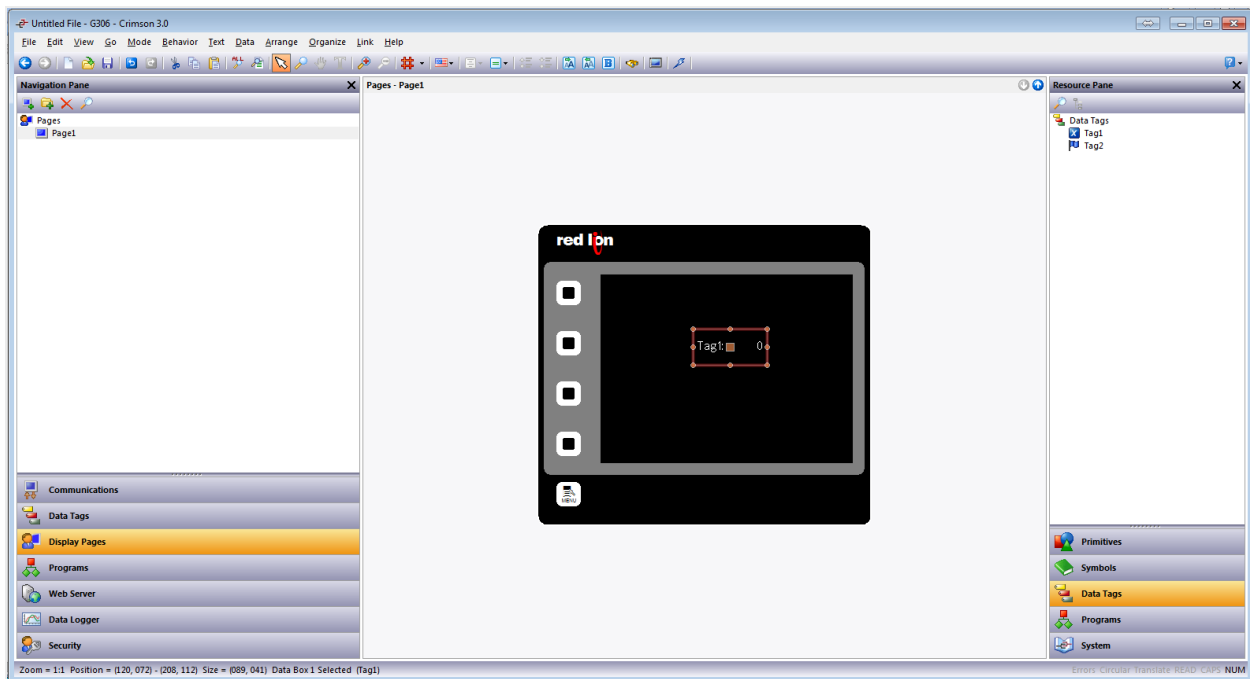 Untitled File - G306 - Crimson 3.0
File Edit View Go Mode Behavior Text Data Arrange Organize Link Help
Navigation Pane
Pages - Page1
Resource Pane
Pages
Page1
Data Tags
Tag1
Tag2
red lion
Tag1: 0
MENU
Communications
Data Tags
Display Pages
Programs
Web Server
Data Logger
Security
Primitives
Symbols
Data Tags
Programs
System
Zoom = 1:1 Position = (120, 072) - (208, 112) Size = (089, 041) Data Box 1 Selected (Tag1)
Errors Circular Translate READ CAPS NUM